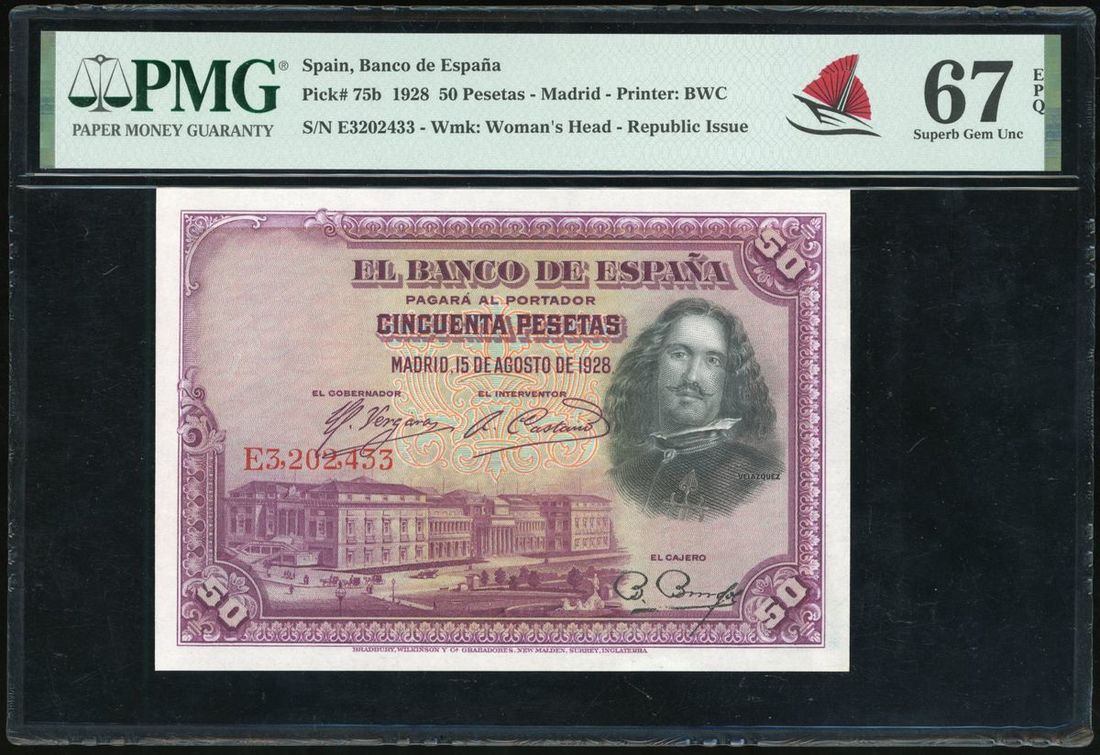 PMG®
PAPER MONEY GUARANTY
Spain, Banco de España
Pick# 75b 1928 50 Pesetas - Madrid - Printer: BWC
S/N E3202433 - Wmk: Woman's Head - Republic Issue
67
EPQ
Superb Gem Unc
50
EL BANCO DE ESPAÑA
PAGARÁ AL PORTADOR
CINCUENTA PESETAS
MADRID, 15 DE AGOSTO DE 1928
EL GOBERNADOR EL INTERVENTOR
50
E3,202,433
VELAZQUEZ
EL CAJERO
50
50
BRADBURY, WILKINSON Y Cª GRABADORES, NEW MALDEN, SURREY, INGLATERRA